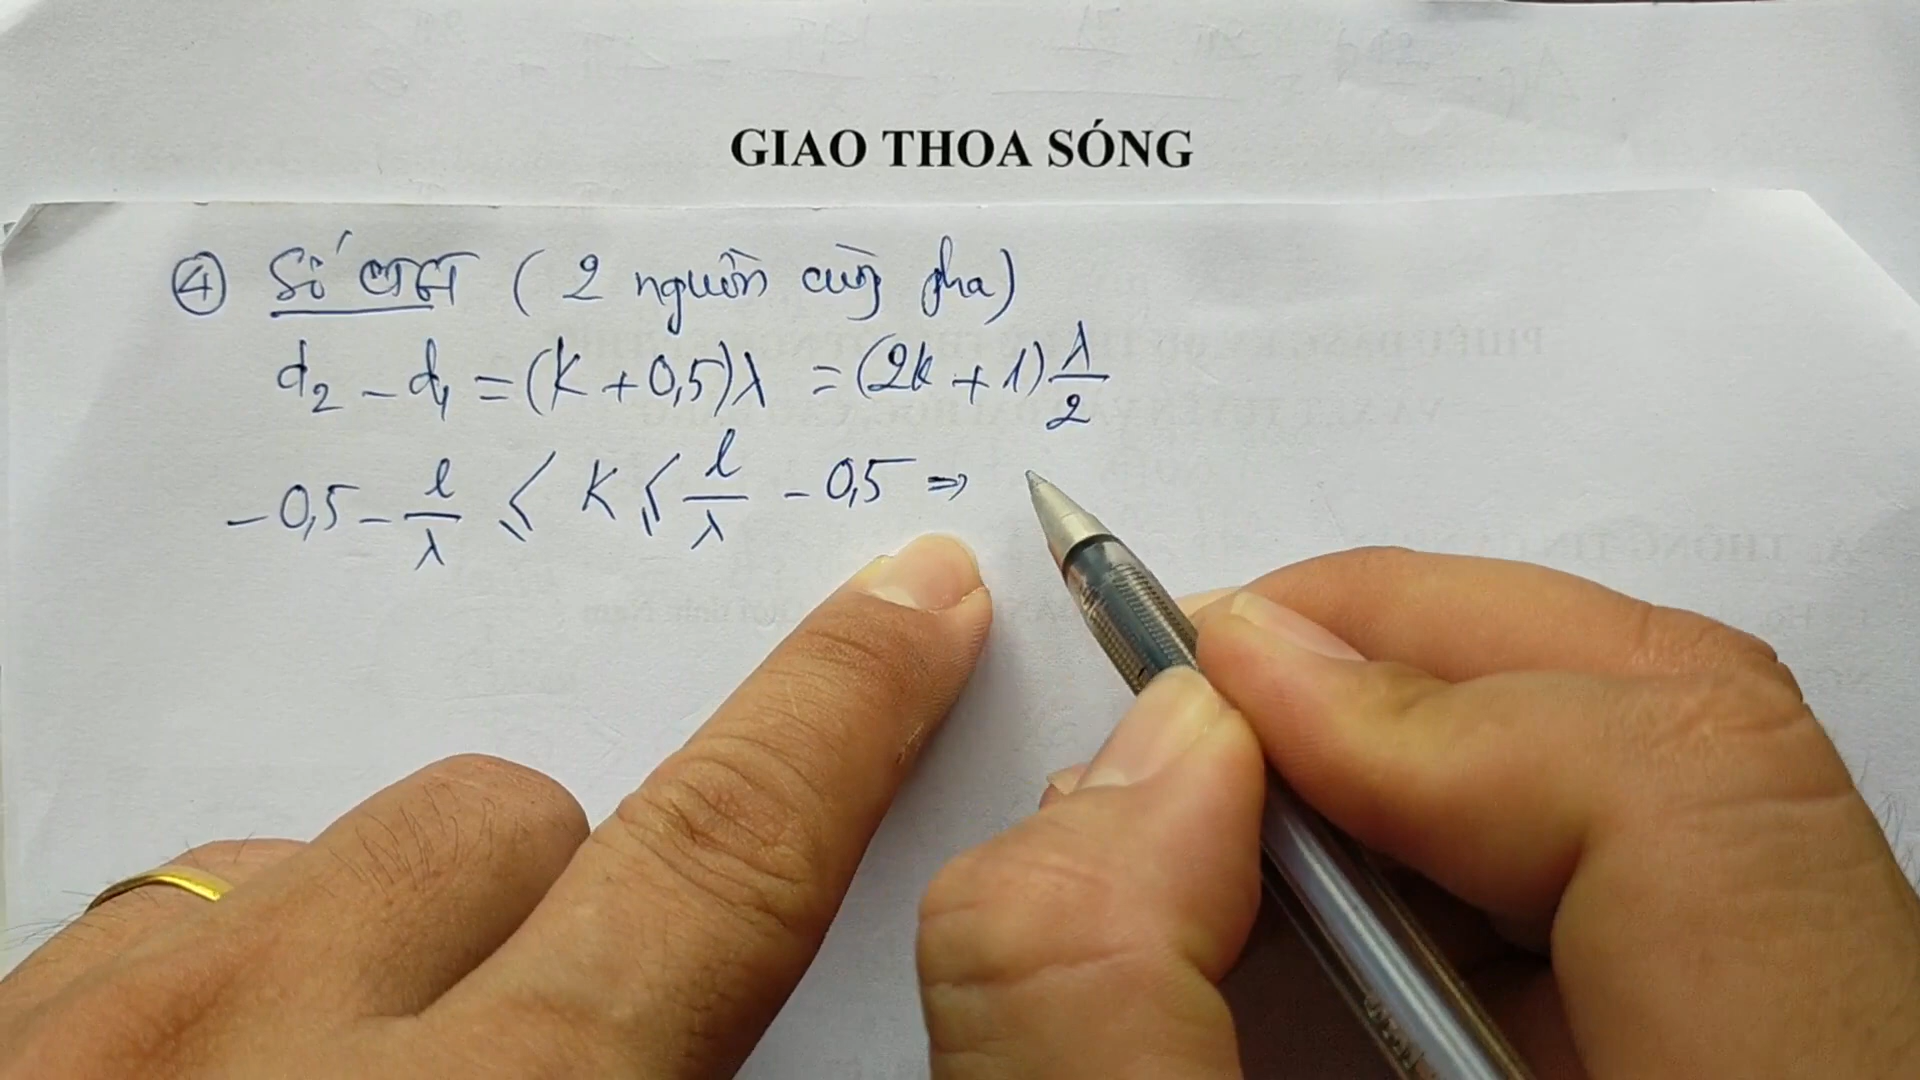 GIAO THOA SÓNG
④ Số CTGT (2 nguồn cùng pha)
d₂ - d₁ = (k + 0,5)λ = (2k + 1) λ/2
-0,5 - l/λ ≤ k ≤ l/λ - 0,5 ⇒